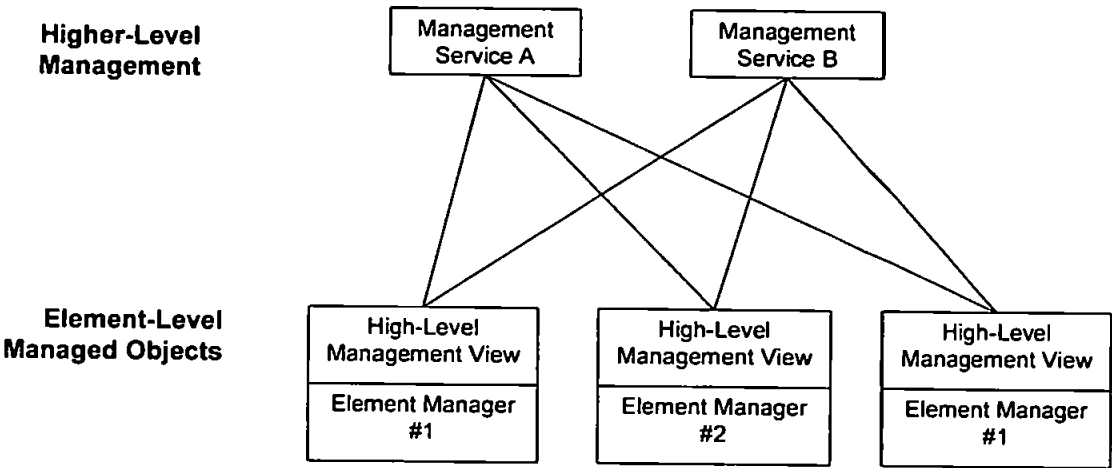 Higher-Level
Management
Management
Service A
Management
Service B
Element-Level
Managed Objects
High-Level
Management View
Element Manager
#1
High-Level
Management View
Element Manager
#2
High-Level
Management View
Element Manager
#1